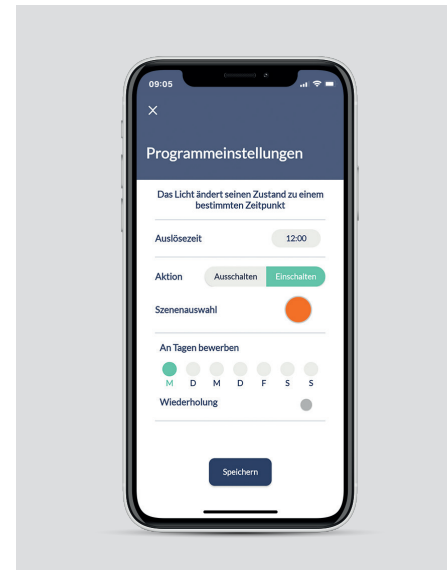 09:05
Programmeinstellungen
Das Licht ändert seinen Zustand zu einem
bestimmten Zeitpunkt
Auslösezeit 12:00
Aktion Ausschalten Einschalten
Szenenauswahl
An Tagen bewerben
M D M D F S S
Wiederholung
Speichern